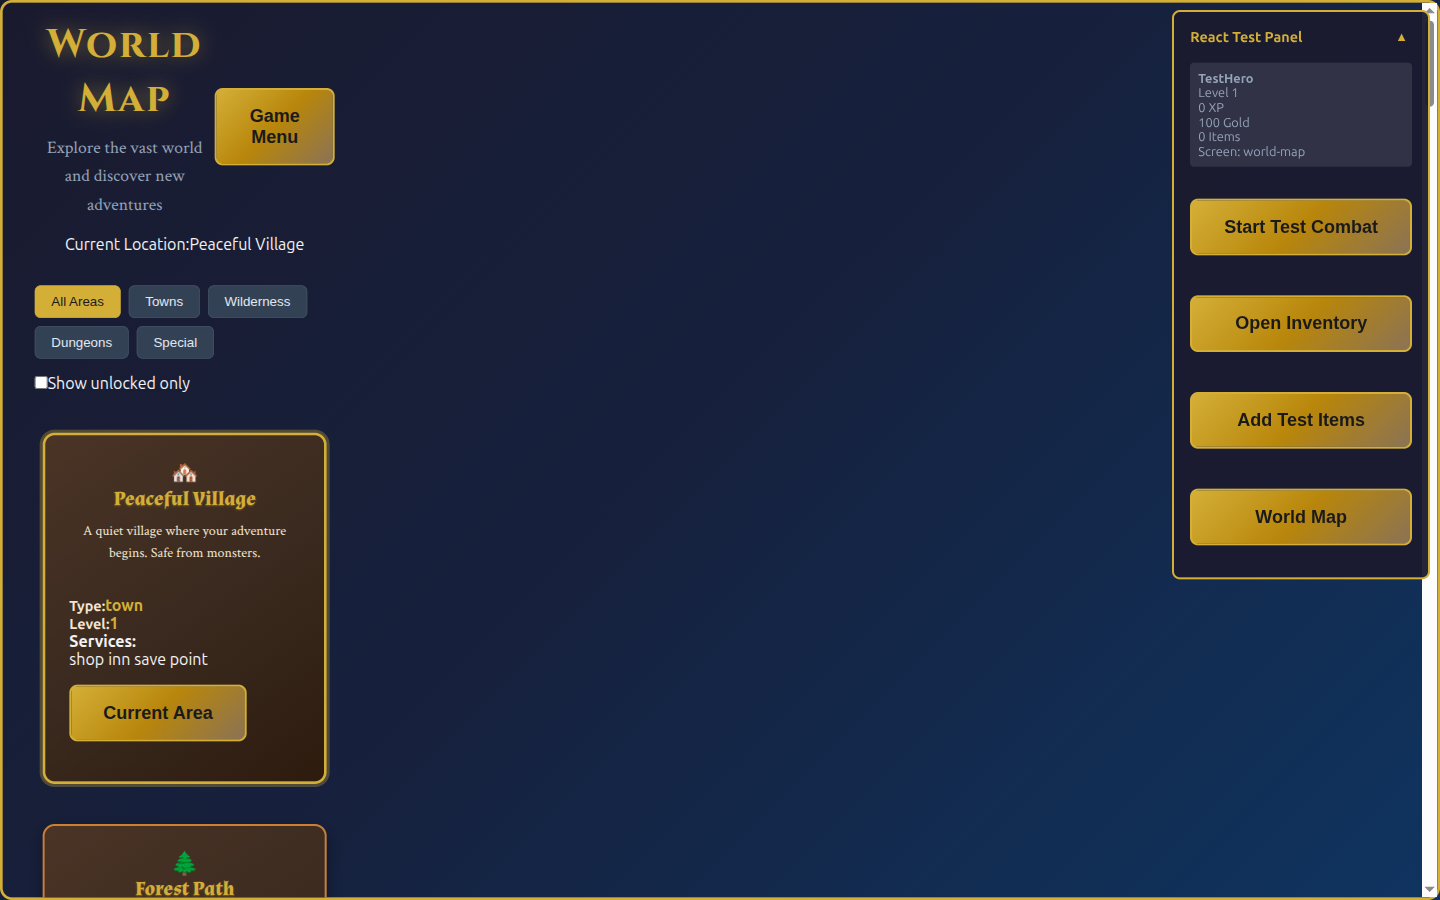 World
Map
Explore the vast world
and discover new
adventures
Game
Menu
Current Location:Peaceful Village
All Areas
Towns
Wilderness
Dungeons
Special
Show unlocked only
Peaceful Village
A quiet village where your adventure
begins. Safe from monsters.
Type:town
Level:1
Services:
shop inn save point
Current Area
Forest Path
React Test Panel
TestHero
Level 1
0 XP
100 Gold
0 Items
Screen: world-map
Start Test Combat
Open Inventory
Add Test Items
World Map